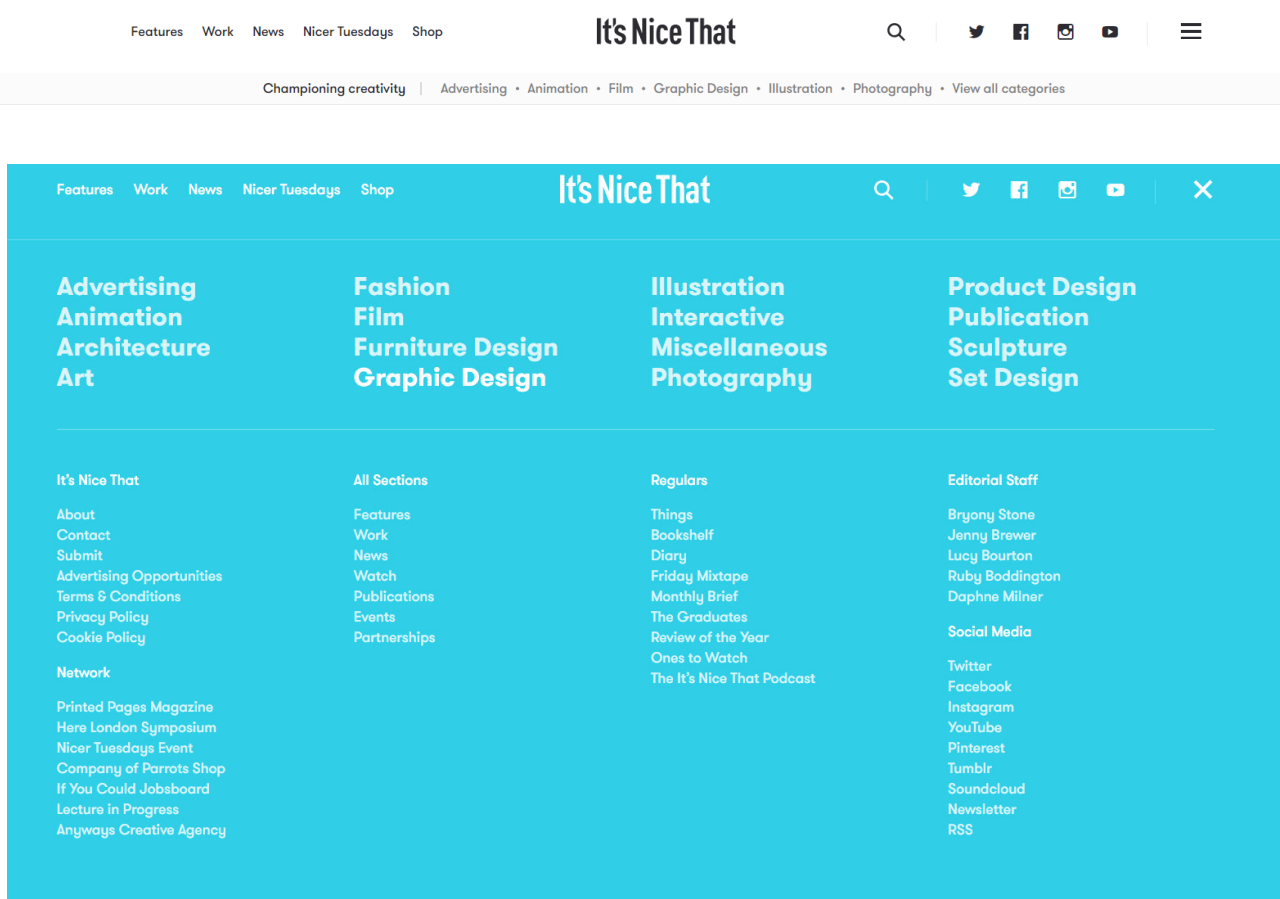 Features Work News Nicer Tuesdays Shop It's Nice That
Championing creativity | Advertising • Animation • Film • Graphic Design • Illustration • Photography • View all categories
Features Work News Nicer Tuesdays Shop It's Nice That
Advertising
Animation
Architecture
Art
Fashion
Film
Furniture Design
Graphic Design
Illustration
Interactive
Miscellaneous
Photography
Product Design
Publication
Sculpture
Set Design
It's Nice That
About
Contact
Submit
Advertising Opportunities
Terms & Conditions
Privacy Policy
Cookie Policy
Network
Printed Pages Magazine
Here London Symposium
Nicer Tuesdays Event
Company of Parrots Shop
If You Could Jobsboard
Lecture in Progress
Anyways Creative Agency
All Sections
Features
Work
News
Watch
Publications
Events
Partnerships
Regulars
Things
Bookshelf
Diary
Friday Mixtape
Monthly Brief
The Graduates
Review of the Year
Ones to Watch
The It's Nice That Podcast
Editorial Staff
Bryony Stone
Jenny Brewer
Lucy Bourton
Ruby Boddington
Daphne Milner
Social Media
Twitter
Facebook
Instagram
YouTube
Pinterest
Tumblr
Soundcloud
Newsletter
RSS